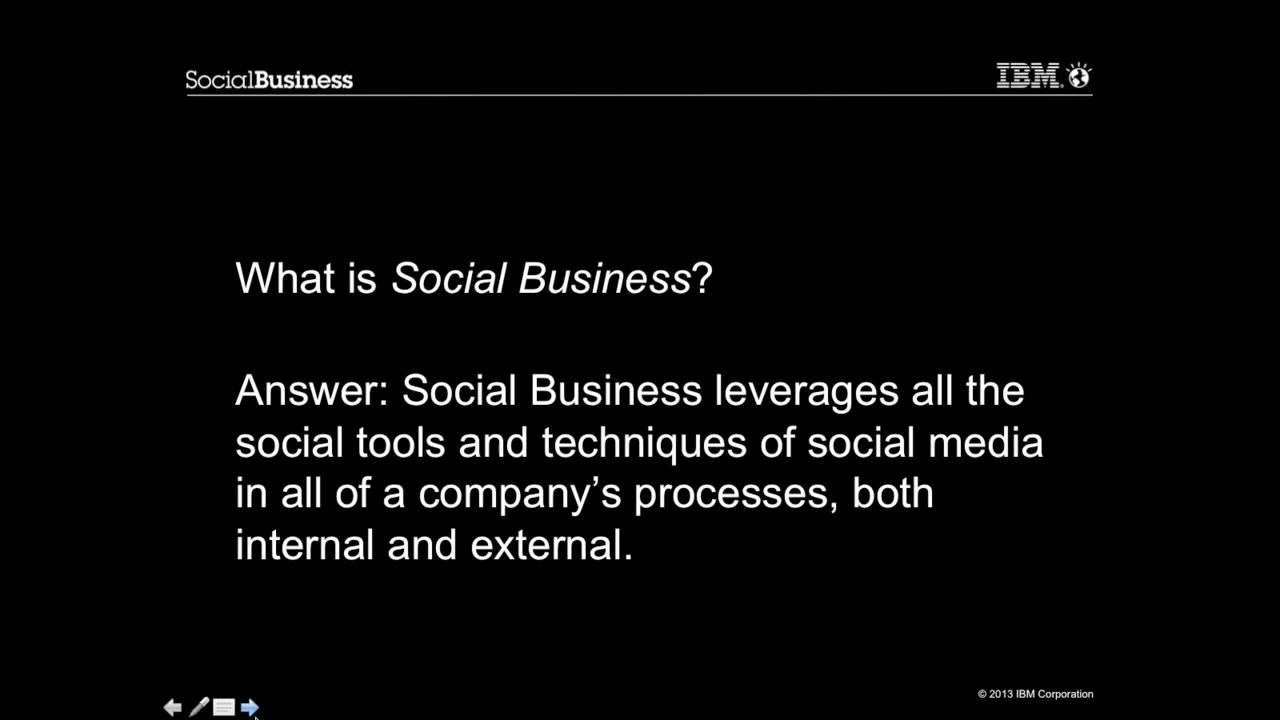 SocialBusiness
IBM
What is Social Business?
Answer: Social Business leverages all the
social tools and techniques of social media
in all of a company’s processes, both
internal and external.
© 2013 IBM Corporation